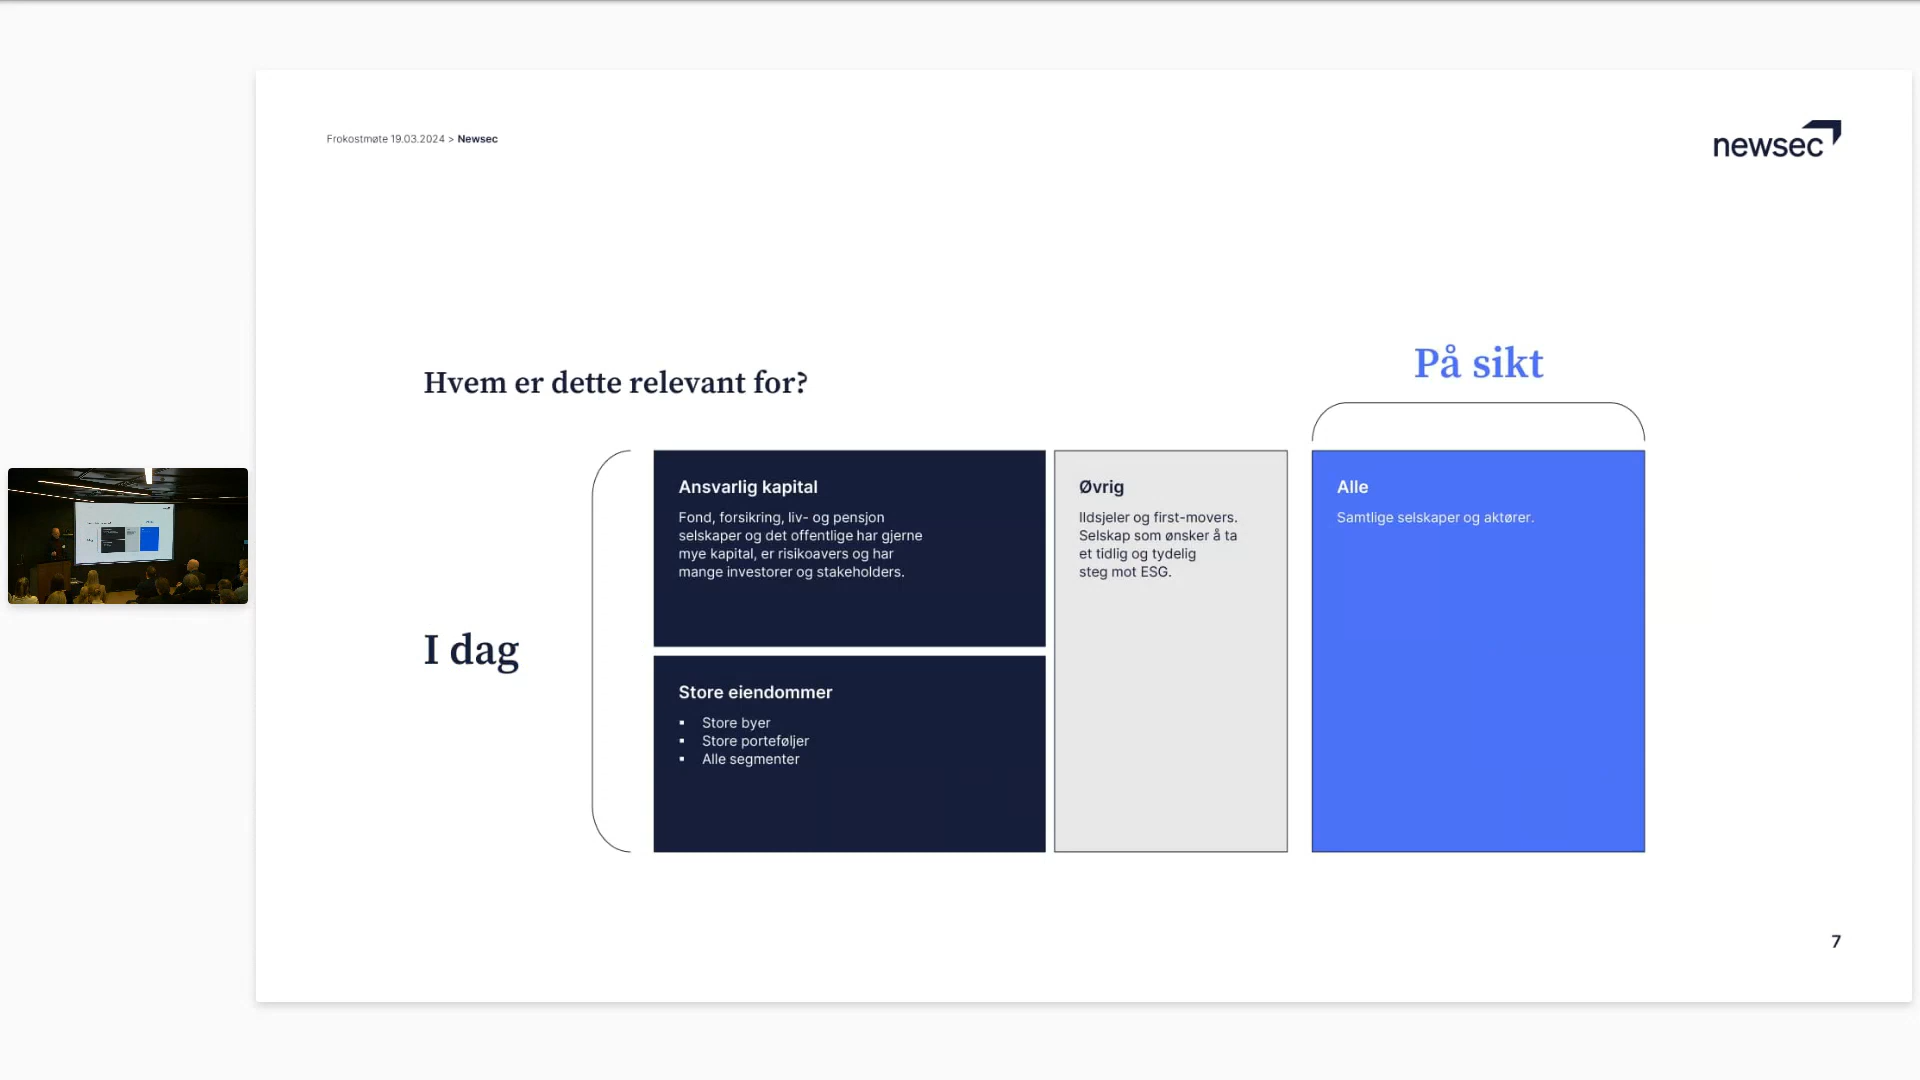 Frokostmøte 19.03.2024 > Newsec
newsec
Hvem er dette relevant for?
På sikt
I dag
Ansvarlig kapital
Fond, forsikring, liv- og pensjon
selskaper og det offentlige har gjerne
mye kapital, er risikoavers og har
mange investorer og stakeholders.
Store eiendommer
▪ Store byer
▪ Store porteføljer
▪ Alle segmenter
Øvrig
Ildsjeler og first-movers.
Selskap som ønsker å ta
et tidlig og tydelig
steg mot ESG.
Alle
Samtlige selskaper og aktører.
7